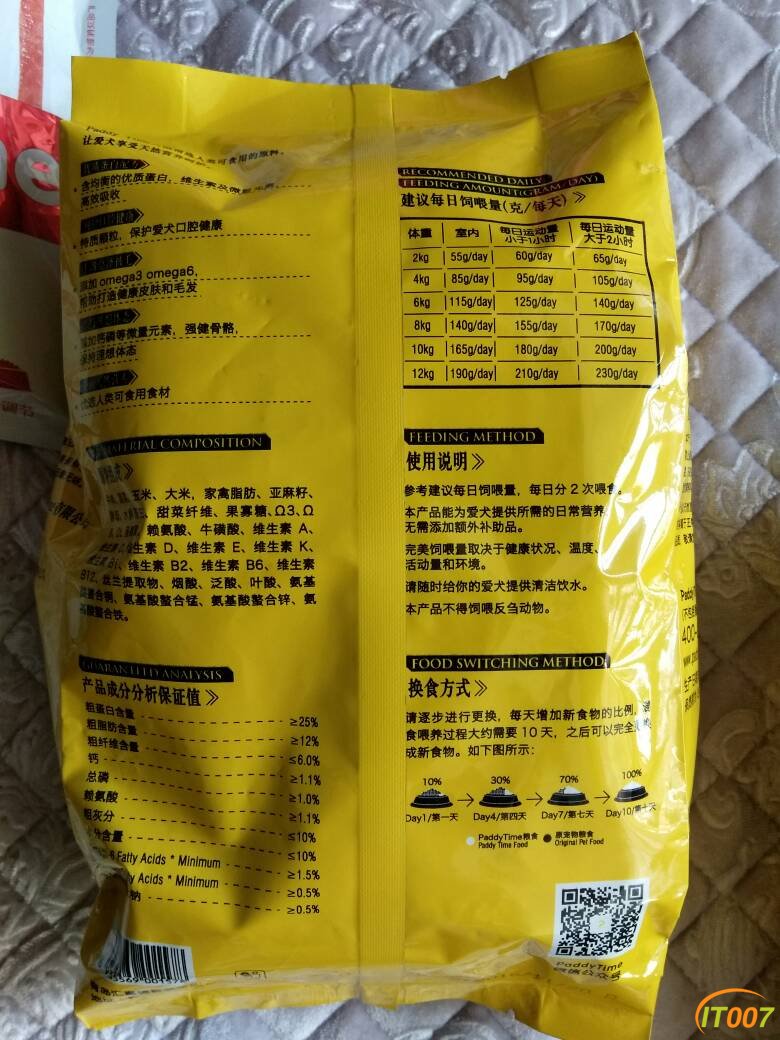 产品以实物为
Paddy
选人类可食用的原料，
让爱犬享受天然营养的
含均衡的优质蛋白，维生素及微量元素，
高效吸收
特质颗粒，保护爱犬口腔健康
添加 omega3 omega6,
帮助打造健康皮肤和毛发
添加钙磷等微量元素，强健骨骼，
保持理想体态
人类可食用食材
MATERIAL COMPOSITION
玉米、大米，家禽脂肪、亚麻籽、
甜菜纤维、果寡糖、Ω3、Ω
赖氨酸、牛磺酸、维生素 A、
维生素 D、维生素 E、维生素 K、
维生素 B2、维生素 B6、维生素
B12、丝兰提取物、烟酸、泛酸、叶酸、氨基
酸螯合铜、氨基酸螯合锰、氨基酸螯合锌、氨
基酸螯合铁。
GUARANTEED ANALYSIS
产品成分分析保证值
粗蛋白含量 ≥25%
粗脂肪含量 ≥12%
粗纤维含量 ≤6.0%
钙 ≥1.1%
总磷 ≥1.0%
赖氨酸 ≥1.1%
粗灰分 ≤10%
分含量 ≤10%
Fatty Acids * Minimum ≥1.5%
Acids * Minimum ≥0.5%
钠 ≥0.5%
RECOMMENDED DAILY
FEEDING AMOUNT(GRAM/DAY)
建议每日饲喂量(克/每天)
体重 室内 每日运动量小于1小时 每日运动量大于2小时
2kg 55g/day 60g/day 65g/day
4kg 85g/day 95g/day 105g/day
6kg 115g/day 125g/day 140g/day
8kg 140g/day 155g/day 170g/day
10kg 165g/day 180g/day 200g/day
12kg 190g/day 210g/day 230g/day
FEEDING METHOD
使用说明
参考建议每日饲喂量，每日分 2 次喂食。
本产品能为爱犬提供所需的日常营养
无需添加额外补助品。
完美饲喂量取决于健康状况、温度、
活动量和环境。
请随时给你的爱犬提供清洁饮水。
本产品不得饲喂反刍动物。
FOOD SWITCHING METHOD
换食方式
请逐步进行更换，每天增加新食物的比例，
食喂养过程大约需要 10 天，之后可以完全
成新食物。如下图所示：
10% 30% 70% 100%
Day1/第一天 Day4/第四天 Day7/第七天 Day10/第十天
PaddyTime粮食 原宠物粮食
Paddy Time Food Original Pet Food
PaddyTime
400-
调节
IT007